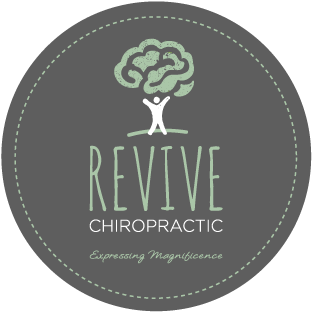 REVIVE
CHIROPRACTIC
Expressing Magnificence